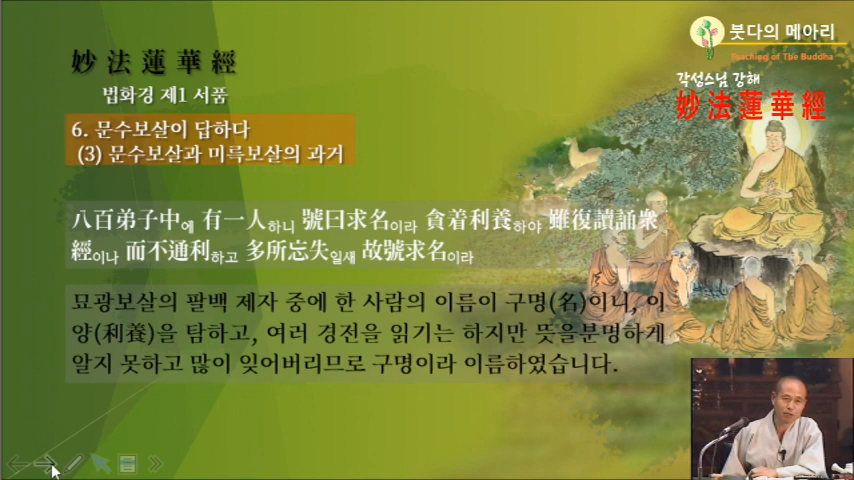 妙法蓮華經
법화경 제1 서품
6. 문수보살이 답하다
(3) 문수보살과 미륵보살의 과거
八百弟子中에 有一人하니 號曰求名이라 貪着利養하야 雖復讀誦衆
經이나 而不通利하고 多所忘失일새 故號求名이라
묘광보살의 팔백 제자 중에 한 사람의 이름이 구명(名)이니, 이
양(利養)을 탐하고, 여러 경전을 읽기는 하지만 뜻을분명하게
알지 못하고 많이 잊어버리므로 구명이라 이름하였습니다.
붓다의 메아리
Teaching of The Buddha
각성스님 강해
妙法蓮華經